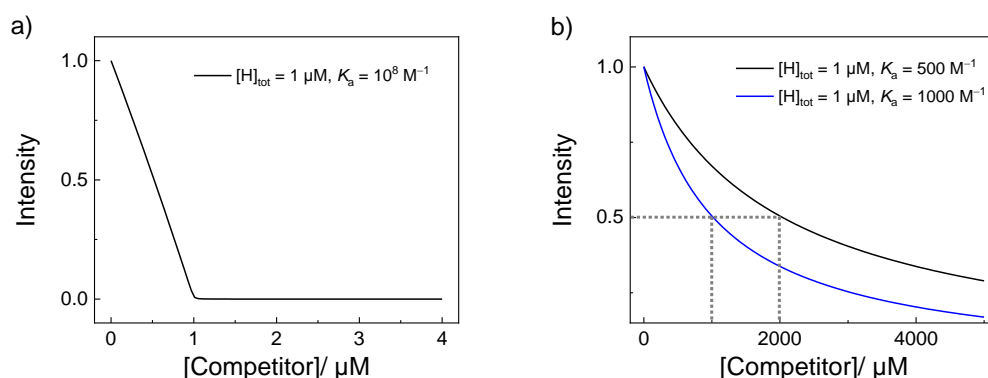 a)
[H]tot = 1 µM, Ka = 10⁸ M⁻¹
Intensity
1.0
0.5
0.0
0
1
2
3
4
[Competitor]/ µM
b)
[H]tot = 1 µM, Ka = 500 M⁻¹
[H]tot = 1 µM, Ka = 1000 M⁻¹
Intensity
1.0
0.5
0
2000
4000
[Competitor]/ µM